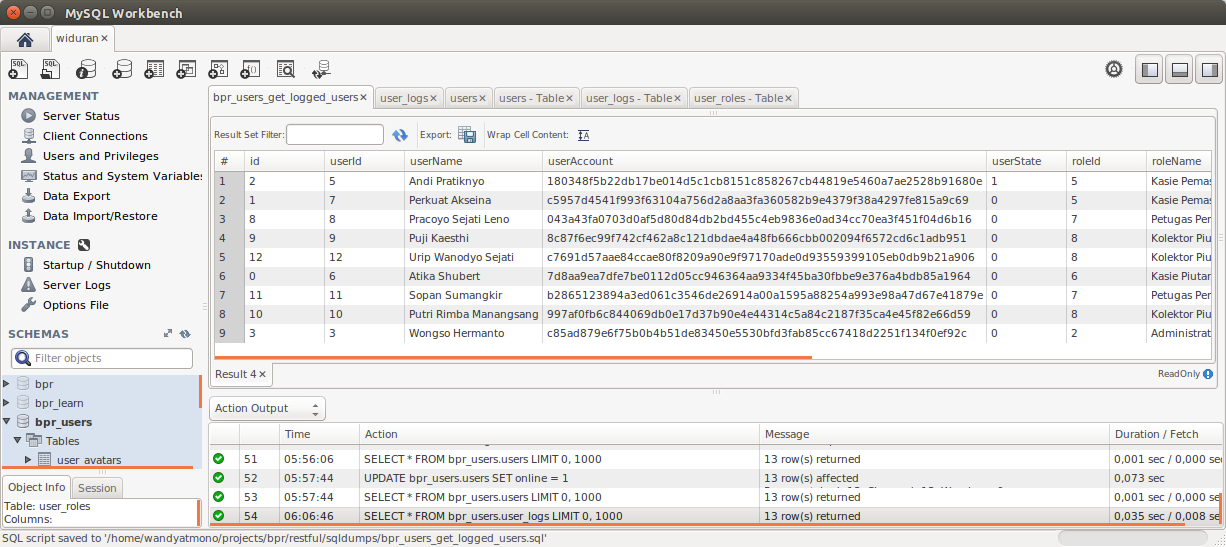 MySQL Workbench
widuran
MANAGEMENT
Server Status
Client Connections
Users and Privileges
Status and System Variables
Data Export
Data Import/Restore
INSTANCE
Startup / Shutdown
Server Logs
Options File
SCHEMAS
Filter objects
bpr
bpr_learn
bpr_users
Tables
user_avatars
Object Info Session
Table: user_roles
Columns:
bpr_users_get_logged_users user_logs users users - Table user_logs - Table user_roles - Table
Result Set Filter: Export: Wrap Cell Content:
# id userId userName userAccount userState roleId roleName
1 2 5 Andi Pratiknyo 180348f5b22db17be014d5c1cb8151c858267cb44819e5460a7ae2528b91680e 1 5 Kasie Pemas
2 1 7 Perkuat Akseina c5957d4541f993f63104a756d2a8aa3fa360582b9e4379f38a4297fe815a9c69 0 5 Kasie Pemas
3 8 8 Pracoyo Sejati Leno 043a43fa0703d0af5d80d84db2bd455c4eb9836e0ad34cc70ea3f451f04d6b16 0 7 Petugas Per
4 9 9 Puji Kaesthi 8c87f6ec99f742cf462a8c121dbdae4a48fb666cbb002094f6572cd6c1adb951 0 8 Kolektor Piu
5 12 12 Urip Wanodyo Sejati c7691d57aae84ccae80f8209a90e9f97170ade0d93559399105eb0db9b21a906 0 8 Kolektor Piu
6 0 6 Atika Shubert 7d8aa9ea7dfe7be0112d05cc946364aa9334f45ba30fbbe9e376a4bdb85a1964 0 6 Kasie Piutar
7 11 11 Sopan Sumangkir b2865123894a3ed061c3546de26914a00a1595a88254a993e98a47d67e41879e 0 7 Petugas Per
8 10 10 Putri Rimba Manangsang 997af0fb6c844069db0e17d37b90e4e44314c5a84c2187f35ca4e45f82e66d59 0 8 Kolektor Piu
9 3 3 Wongso Hermanto c85ad879e6f75b0b4b51de83450e5530bfd3fab85cc67418d2251f134f0ef92c 0 2 Administrat
Result 4 ReadOnly
Action Output
Time Action Message Duration / Fetch
51 05:56:06 SELECT * FROM bpr_users.users LIMIT 0, 1000 13 row(s) returned 0,001 sec / 0,000 sec
52 05:57:44 UPDATE bpr_users.users SET online = 1 13 row(s) affected 0,073 sec
53 05:57:44 SELECT * FROM bpr_users.users LIMIT 0, 1000 13 row(s) returned 0,001 sec / 0,000 sec
54 06:06:46 SELECT * FROM bpr_users.user_logs LIMIT 0, 1000 13 row(s) returned 0,035 sec / 0,008 sec
SQL script saved to '/home/wandyatmono/projects/bpr/restful/sqldumps/bpr_users_get_logged_users.sql'